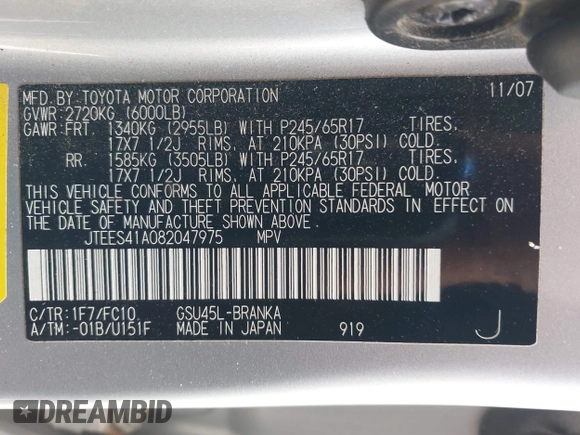 MFD. BY TOYOTA MOTOR CORPORATION 11/07
GVWR: 2720KG (6000LB)
GAWR: FRT. 1340KG (2955LB) WITH P245/65R17 TIRES.
17X7 1/2J RIMS. AT 210KPA (30PSI) COLD.
RR. 1585KG (3505LB) WITH P245/65R17 TIRES.
17X7 1/2J RIMS. AT 210KPA (30PSI) COLD.
THIS VEHICLE CONFORMS TO ALL APPLICABLE FEDERAL MOTOR
VEHICLE SAFETY AND THEFT PREVENTION STANDARDS IN EFFECT ON
THE DATE OF MANUFACTURE SHOWN ABOVE.
JTEES41A082047975 MPV
C/TR: 1F7/FC10 GSU45L-BRANKA
A/TM: -01B/U151F MADE IN JAPAN 919 J
DREAMBID